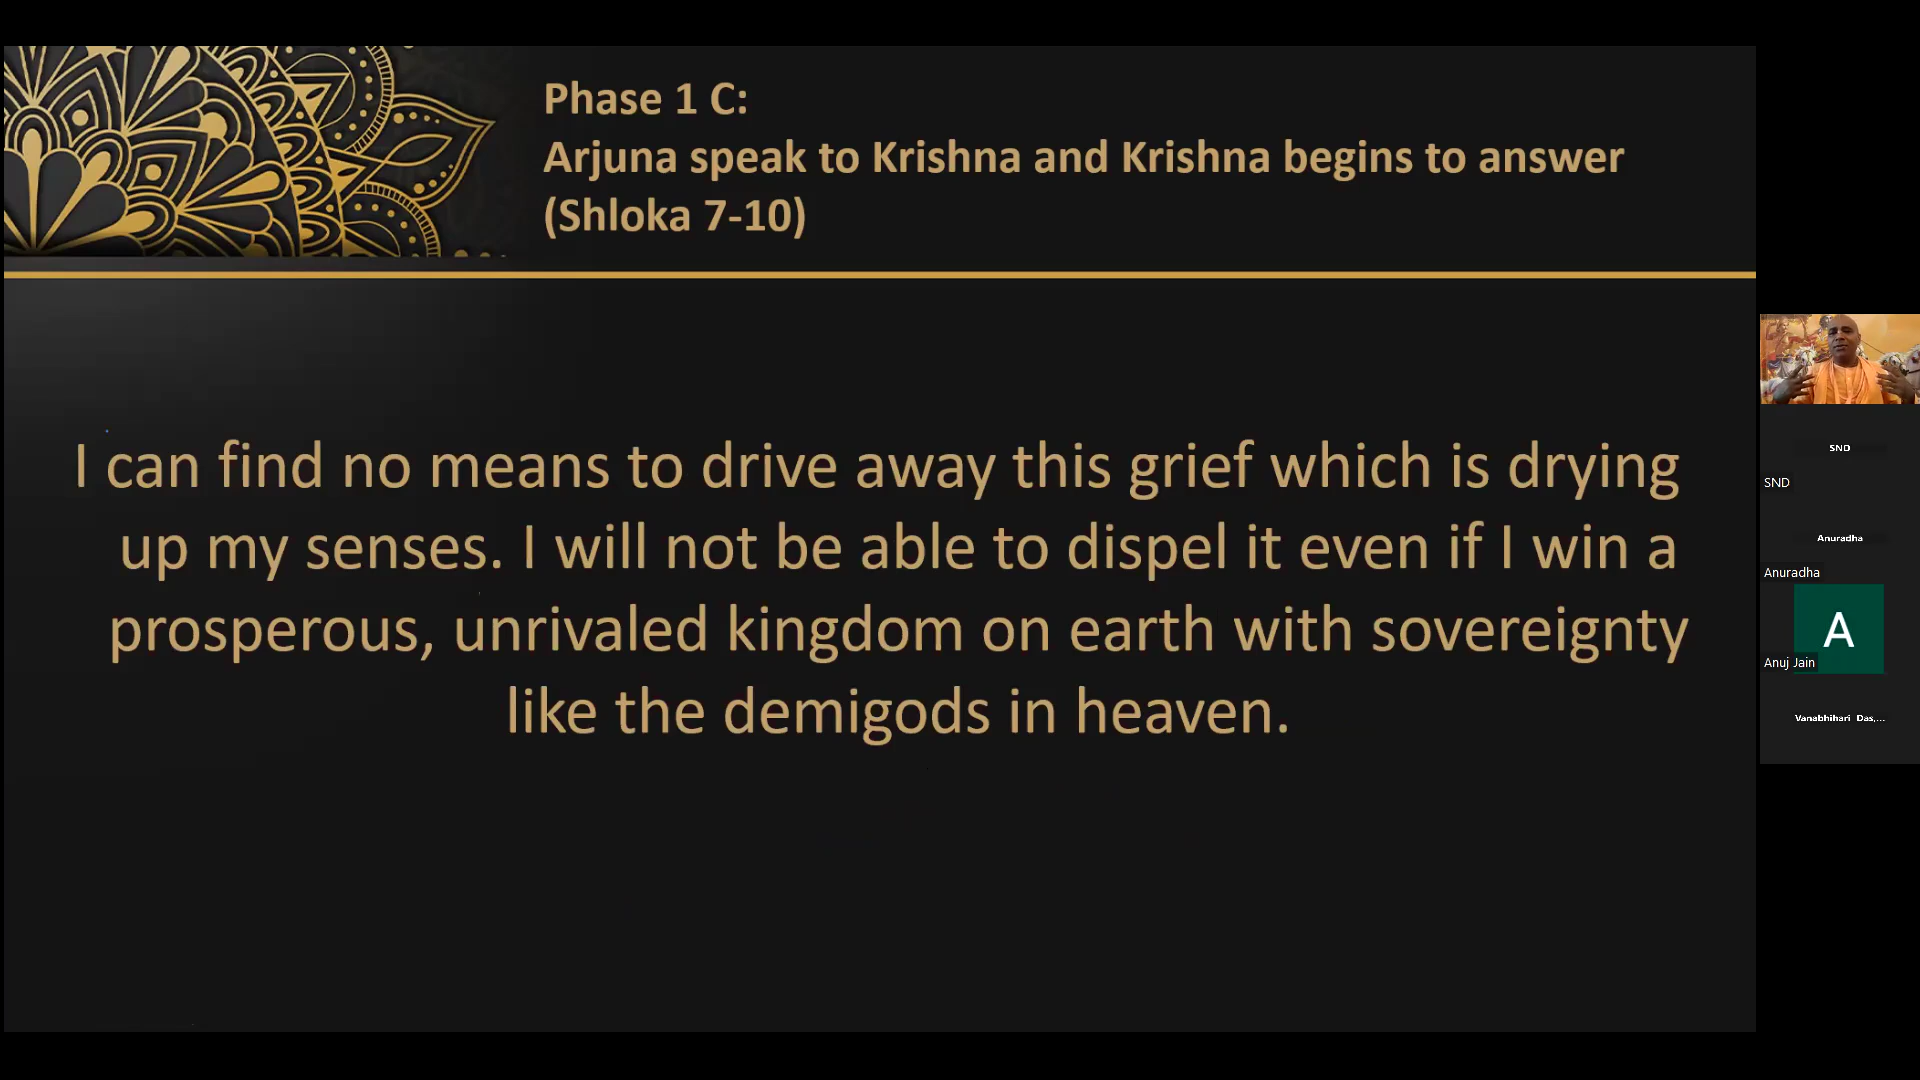 Phase 1 C:
Arjuna speak to Krishna and Krishna begins to answer
(Shloka 7-10)
I can find no means to drive away this grief which is drying
up my senses. I will not be able to dispel it even if I win a
prosperous, unrivaled kingdom on earth with sovereignty
like the demigods in heaven.
SND
SND
Anuradha
Anuradha
A
Anuj Jain
Vanabhihari Das,...